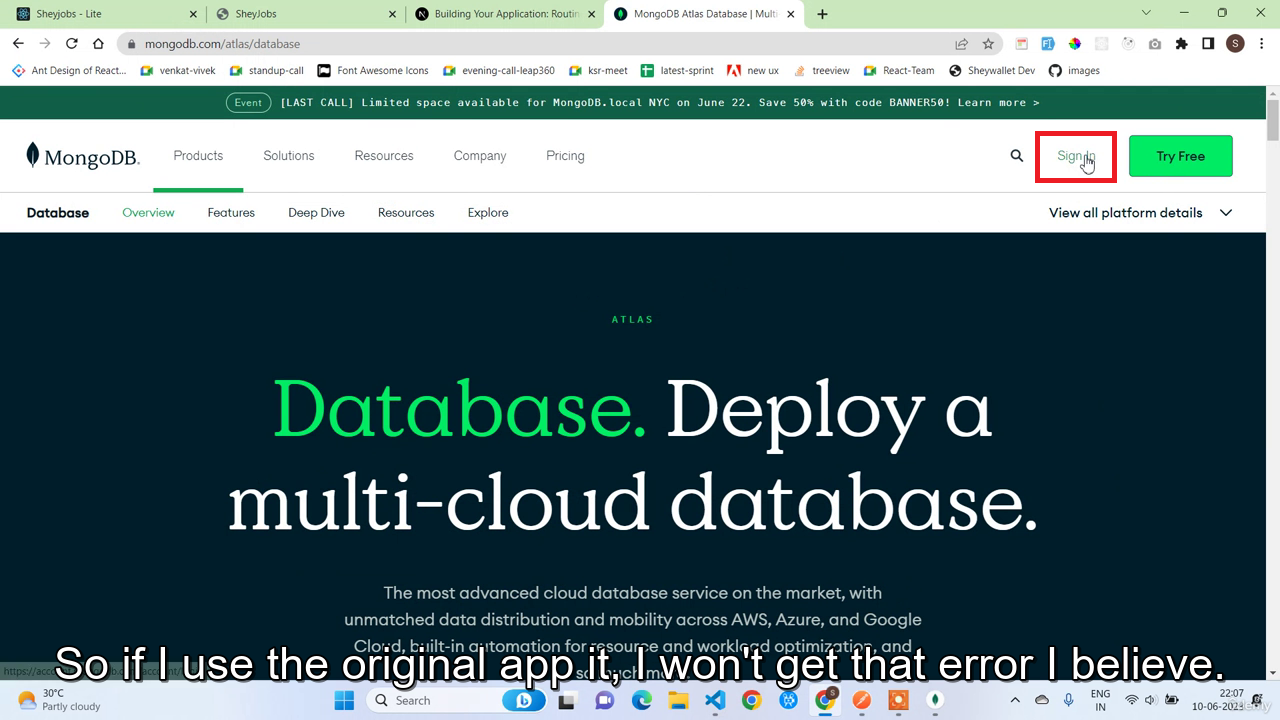 Sheyjobs - Lite
SheyJobs
Building Your Application: Routin
MongoDB Atlas Database | Multi
mongodb.com/atlas/database
S
Ant Design of React...
venkat-vivek
standup-call
Font Awesome Icons
evening-call-leap360
ksr-meet
latest-sprint
new ux
treeview
React-Team
Sheywallet Dev
images
Event
[LAST CALL] Limited space available for MongoDB.local NYC on June 22. Save 50% with code BANNER50! Learn more >
MongoDB.
Products
Solutions
Resources
Company
Pricing
Sign In
Try Free
Database
Overview
Features
Deep Dive
Resources
Explore
View all platform details
ATLAS
Database. Deploy a
multi-cloud database.
The most advanced cloud database service on the market, with
unmatched data distribution and mobility across AWS, Azure, and Google
Cloud, built-in automation for resource and workload optimization, and
So if I use the original app it, I won't get that error I believe.
30°C
Partly cloudy
Search
ENG
IN
22:07
10-06-2023